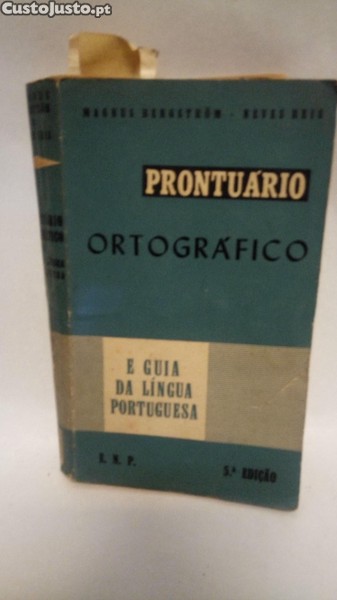 CustoJusto.pt
MAGNUS BERGSTRÖM - NEVES REIS
PRONTUÁRIO
ORTOGRÁFICO
E GUIA
DA LÍNGUA
PORTUGUESA
E. N. P.
5.ª EDIÇÃO